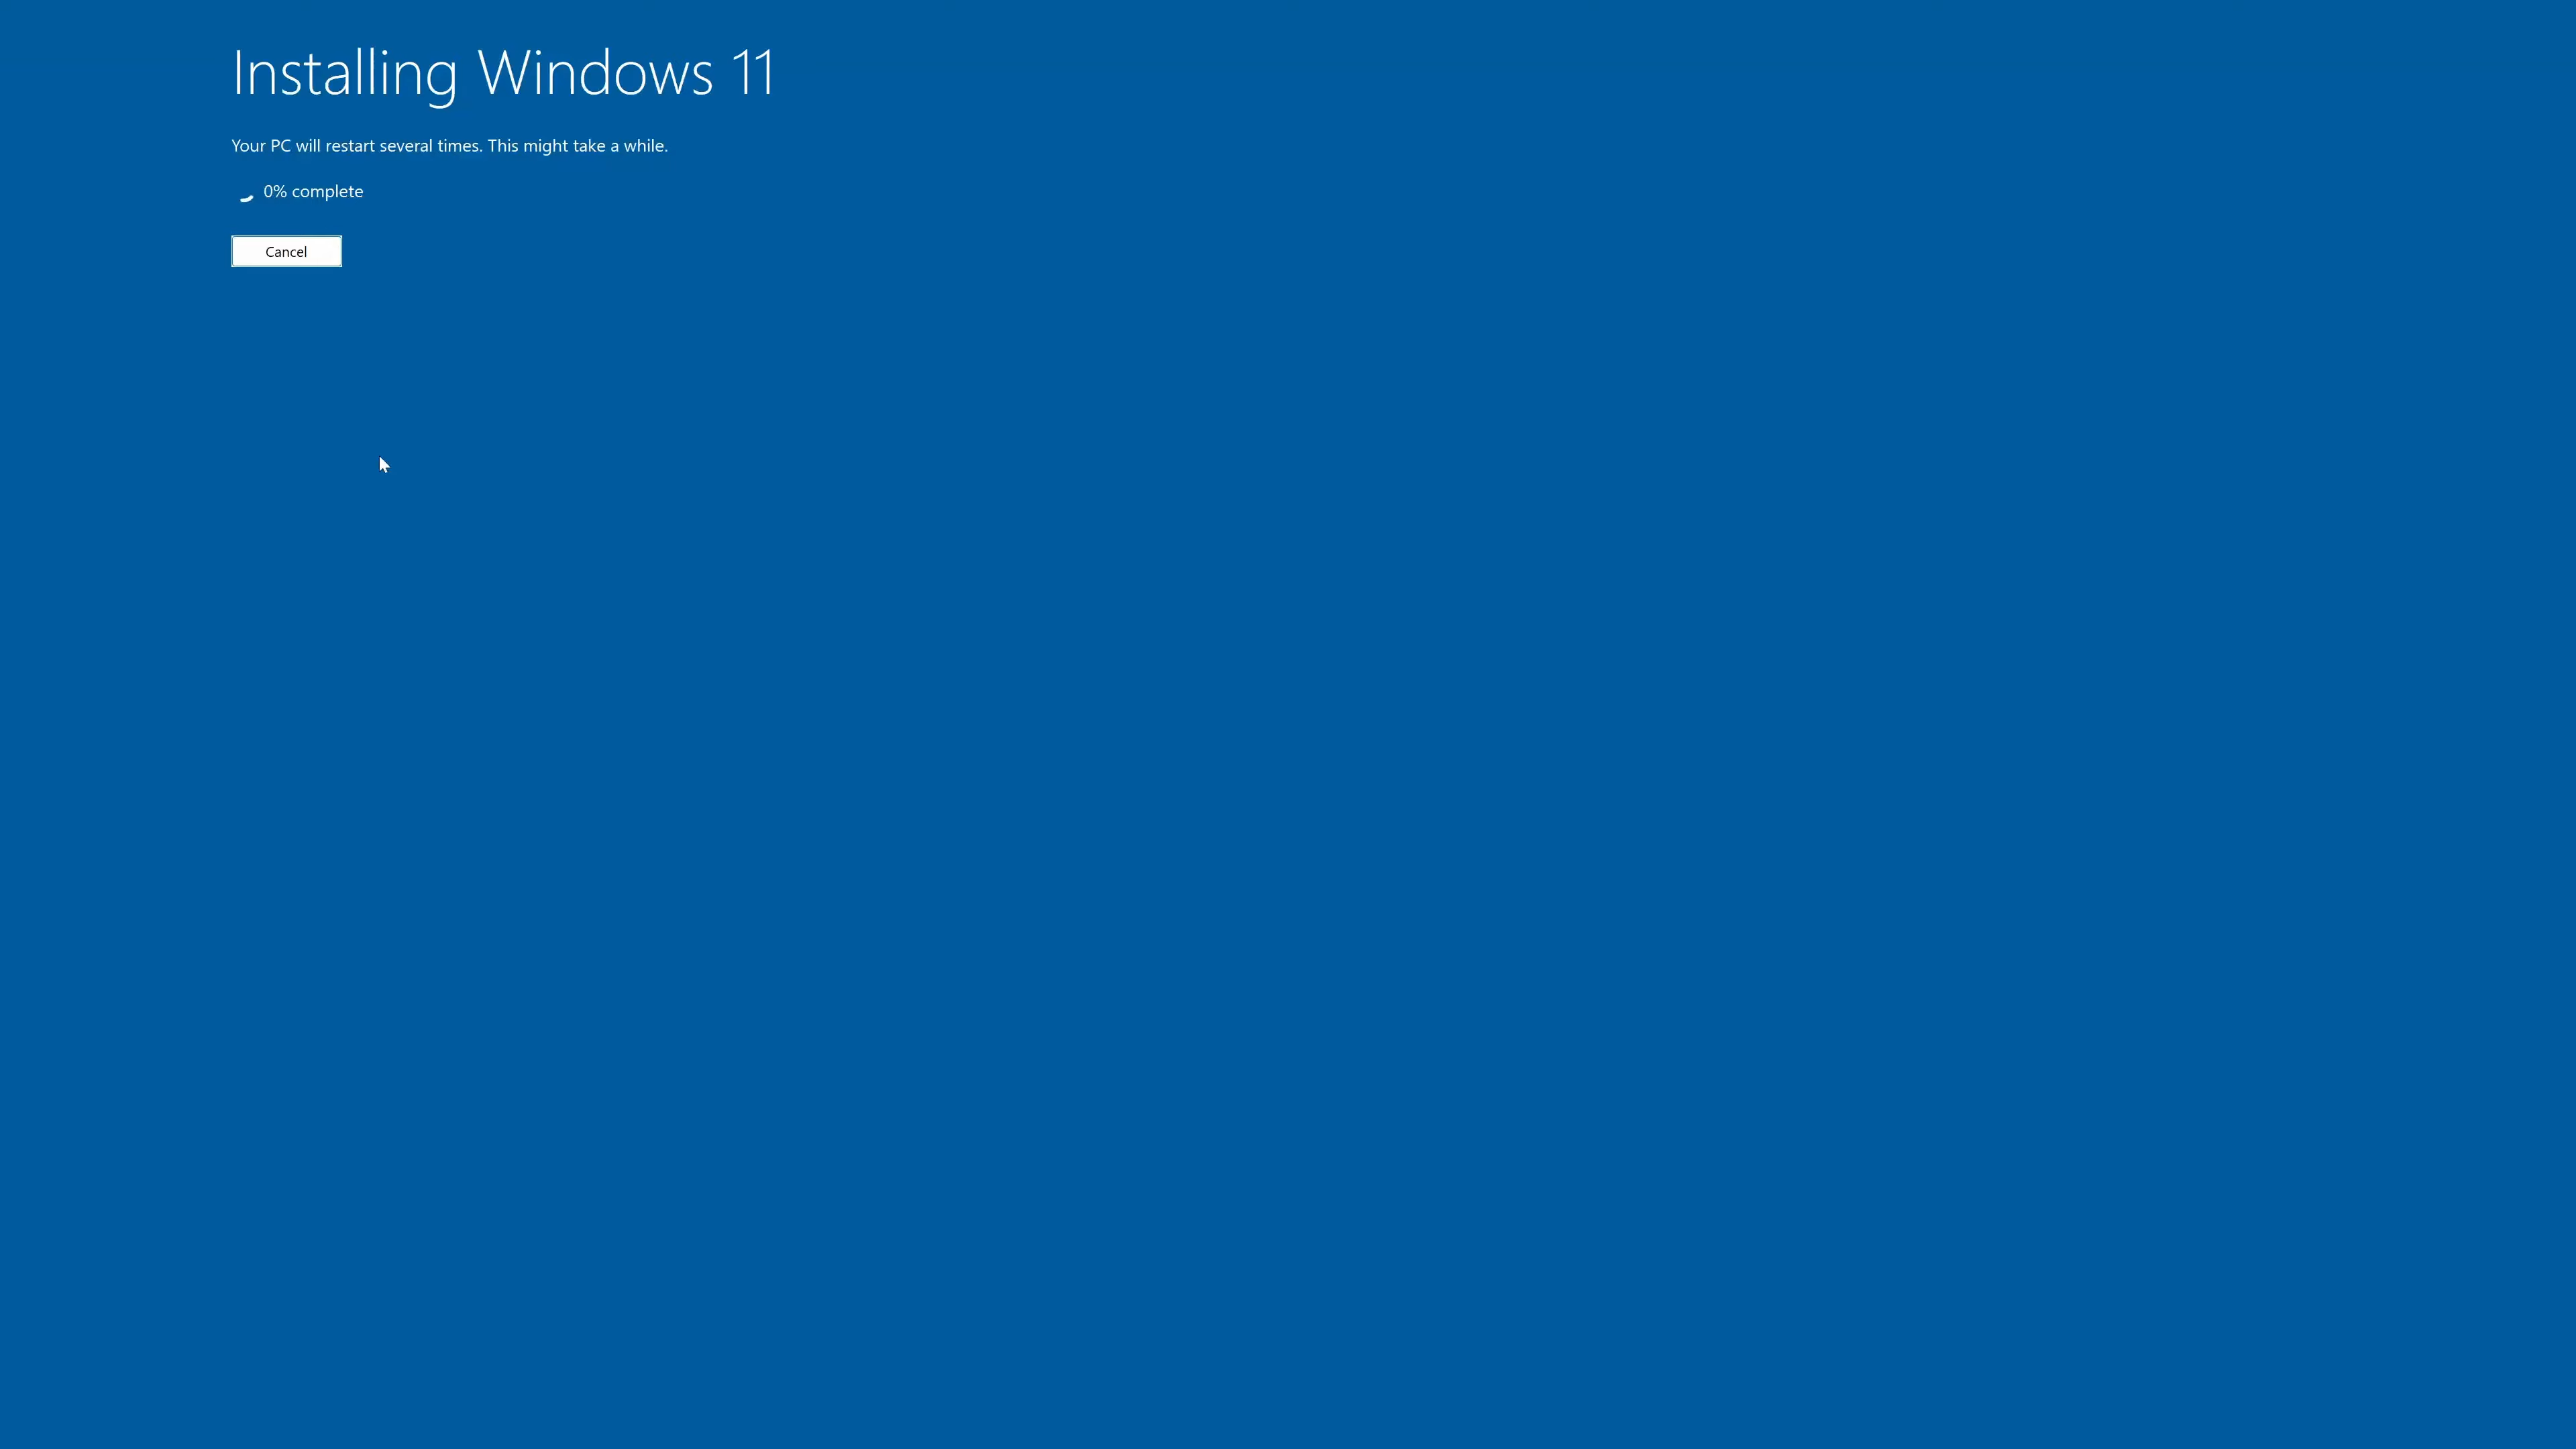 Installing Windows 11
Your PC will restart several times. This might take a while.
0% complete
Cancel